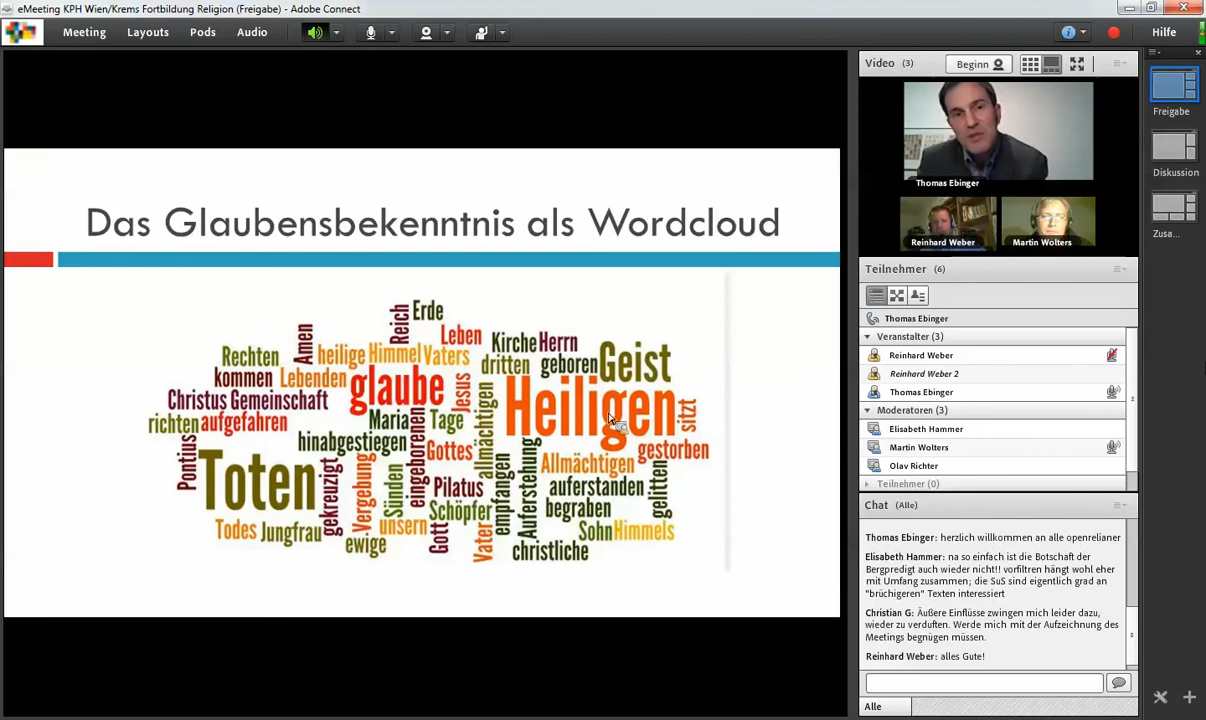 eMeeting KPH Wien/Krems Fortbildung Religion (Freigabe) - Adobe Connect
Meeting Layouts Pods Audio Hilfe
Das Glaubensbekenntnis als Wordcloud
Erde
Reich
Amen
Leben
Kirche Herrn
Rechten
heilige Himmel Vaters
dritten
geboren Geist
kommen Lebenden
glaube
Jesus
Heiligen
sitzt
Christus Gemeinschaft
richten aufgefahren
Maria Tage
allmächtigen
hinabgestiegen
eingeborenen
Gottes
gestorben
Pontius
Toten
gekreuzigt
Vergebung
Sünden
Pilatus
Schöpfer
empfangen
Auferstehung
Allmächtigen
auferstanden
gelitten
begraben
Todes Jungfrau
unsern
ewige
Gott
Vater
Sohn Himmels
christliche
Video (3)
Beginn
Thomas Ebinger
Reinhard Weber
Martin Wolters
Teilnehmer (6)
Thomas Ebinger
Veranstalter (3)
Reinhard Weber
Reinhard Weber 2
Thomas Ebinger
Moderatoren (3)
Elisabeth Hammer
Martin Wolters
Olav Richter
Teilnehmer (0)
Chat (Alle)
Thomas Ebinger: herzlich willkommen an alle openrelianer
Elisabeth Hammer: na so einfach ist die Botschaft der
Bergpredigt auch wieder nicht!! vorfiltren hängt wohl eher
mit Umfang zusammen; die SuS sind eigentlich grad an
"brüchigeren" Texten interessiert
Christian G: Äußere Einflüsse zwingen mich leider dazu,
wieder zu verduften. Werde mich mit der Aufzeichnung des
Meetings begnügen müssen.
Reinhard Weber: alles Gute!
Alle
Freigabe
Diskussion
Zusa...